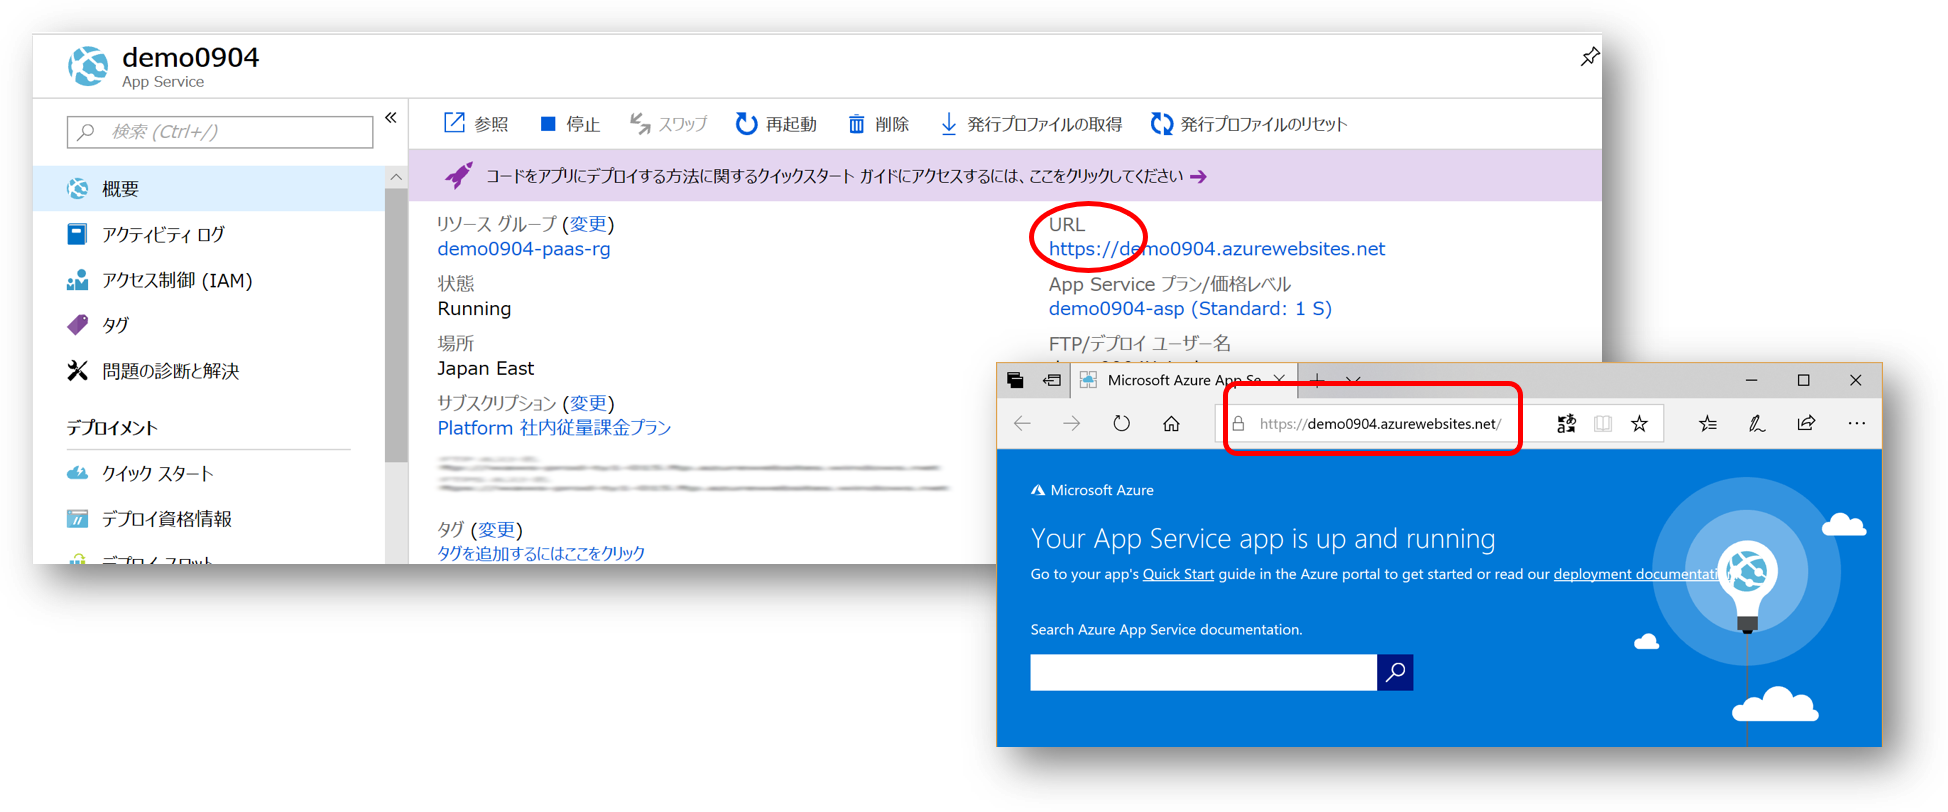 demo0904
App Service
検索 (Ctrl+/)
概要
アクティビティ ログ
アクセス制御 (IAM)
タグ
問題の診断と解決
デプロイメント
クイック スタート
デプロイ資格情報
デプロイ スロット
参照
停止
スワップ
再起動
削除
発行プロファイルの取得
発行プロファイルのリセット
コードをアプリにデプロイする方法に関するクイックスタート ガイドにアクセスするには、ここをクリックしてください
リソース グループ (変更)
demo0904-paas-rg
状態
Running
場所
Japan East
サブスクリプション (変更)
Platform 社内従量課金プラン
タグ (変更)
タグを追加するにはここをクリック
URL
https://demo0904.azurewebsites.net
App Service プラン/価格レベル
demo0904-asp (Standard: 1 S)
FTP/デプロイ ユーザー名
Microsoft Azure App Se
https://demo0904.azurewebsites.net/
Microsoft Azure
Your App Service app is up and running
Go to your app's Quick Start guide in the Azure portal to get started or read our deployment documentation
Search Azure App Service documentation.